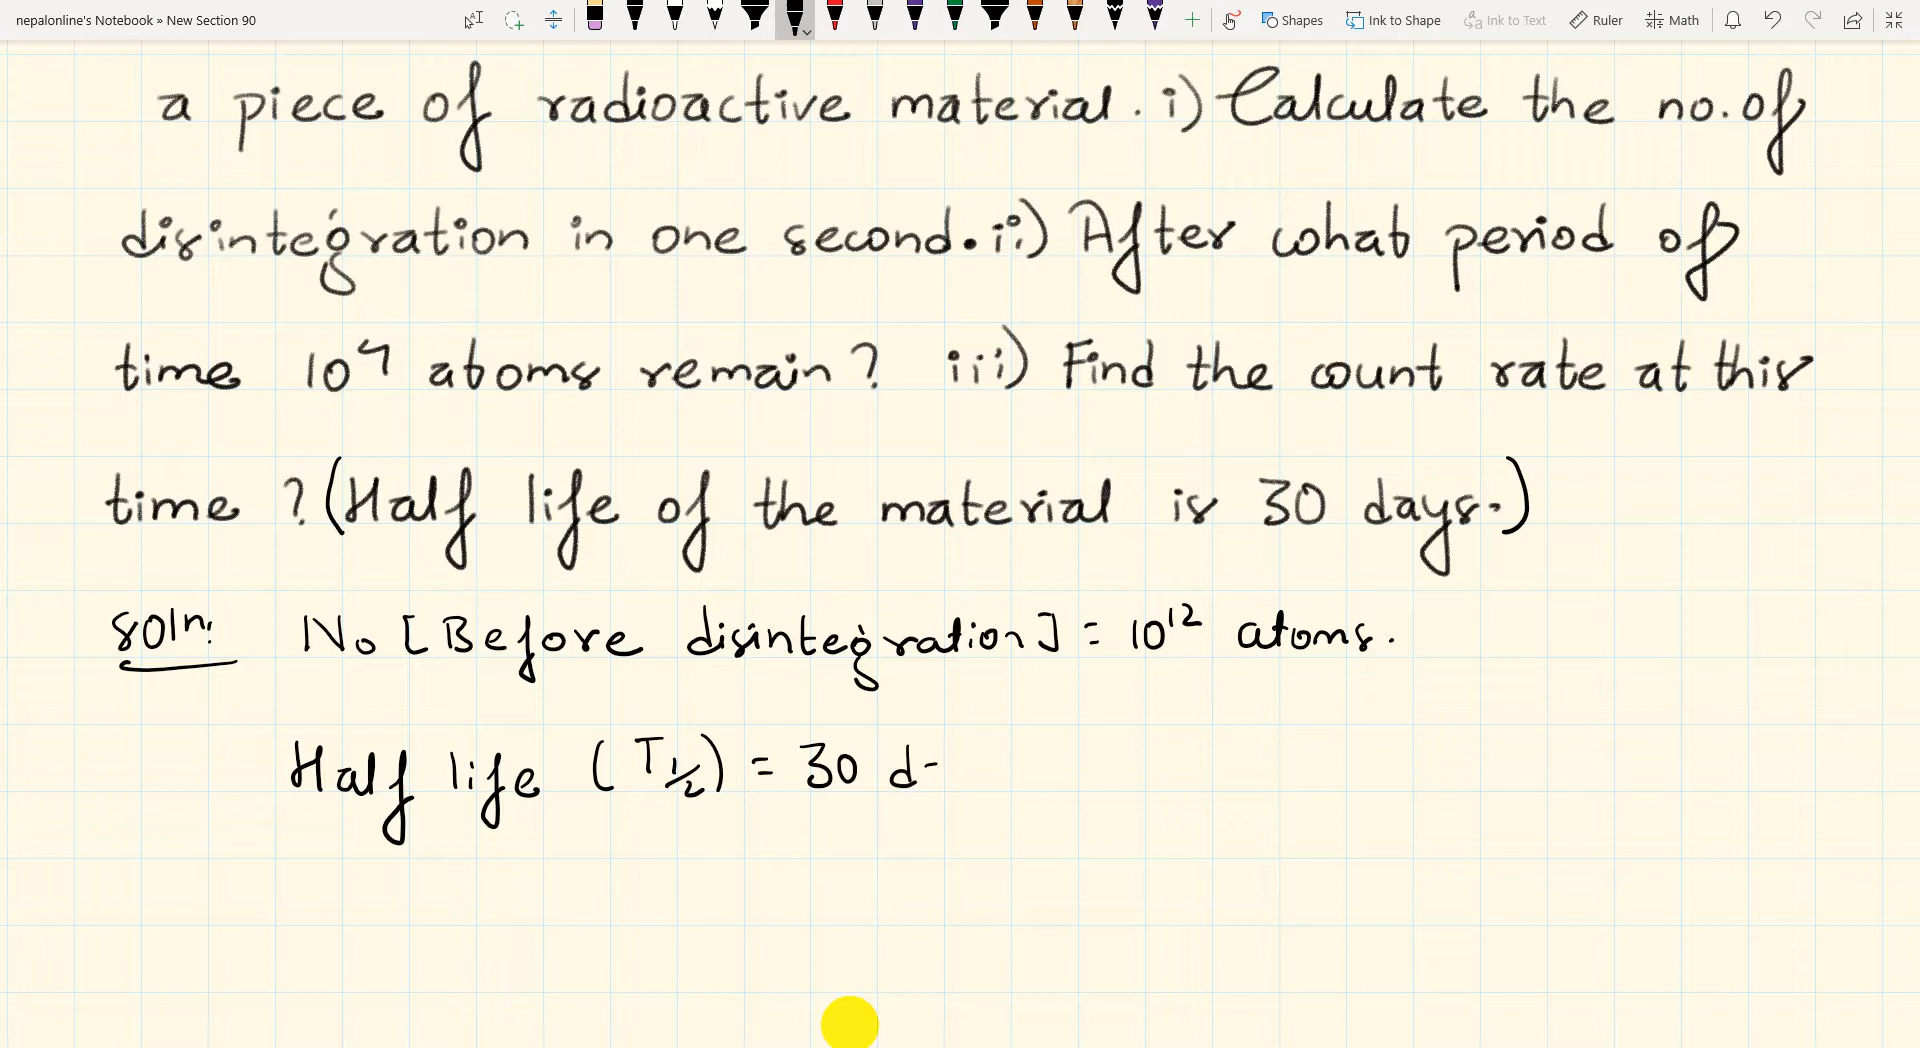 nepalonline's Notebook » New Section 90 Shapes Ink to Shape Ink to Text Ruler Math
a piece of radioactive material. i) Calculate the no. of
disintegration in one second. ii) After what period of
time 10⁴ atoms remain? iii) Find the count rate at this
time ? (Half life of the material is 30 days.)
soln: No [Before disintegration] = 10¹² atoms.
Half life (T½) = 30 d